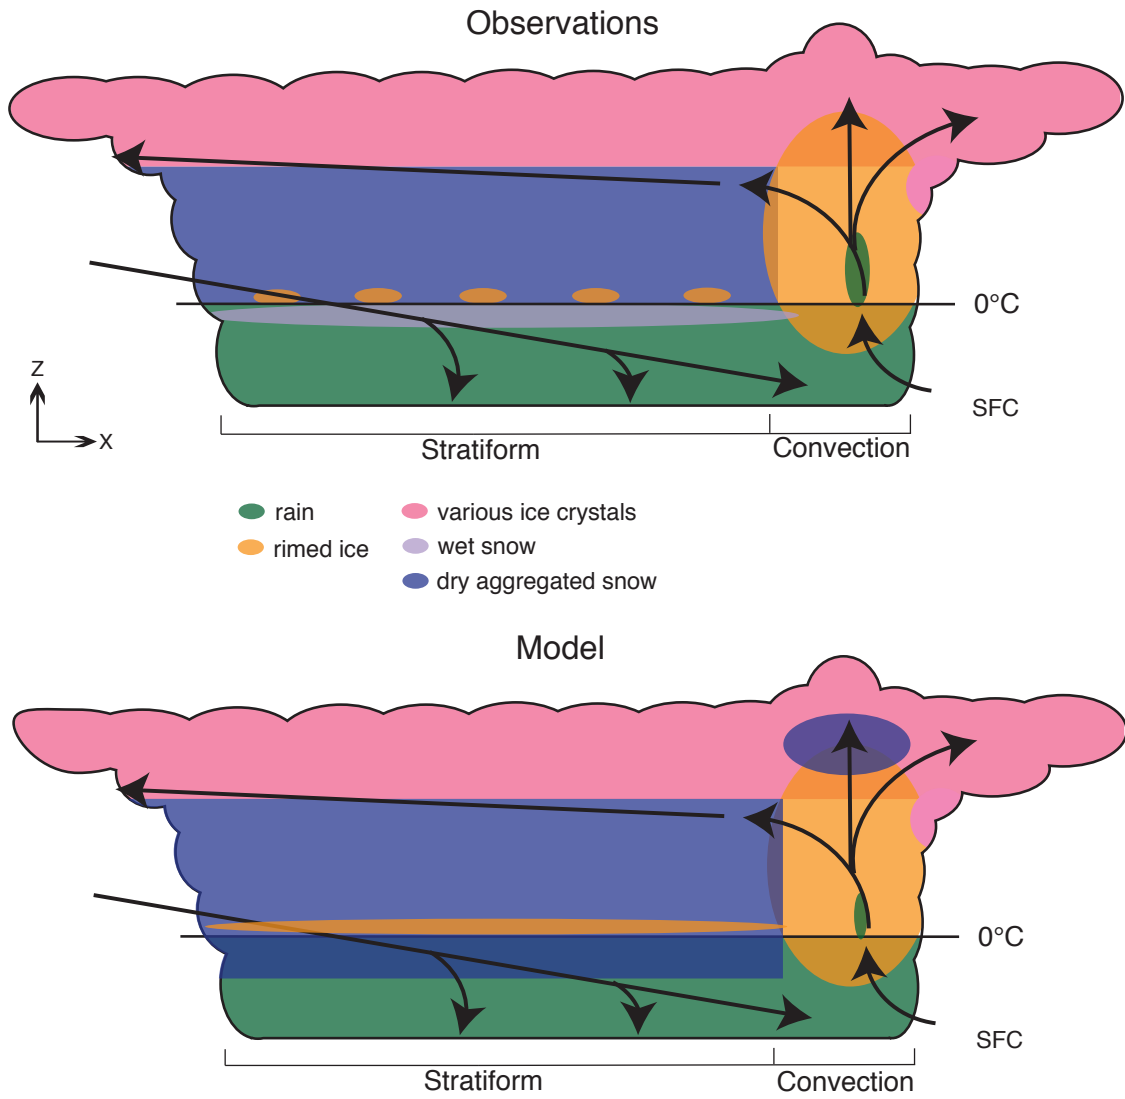 Observations
0°C
Z
X
SFC
Stratiform
Convection
rain
various ice crystals
rimed ice
wet snow
dry aggregated snow
Model
0°C
SFC
Stratiform
Convection